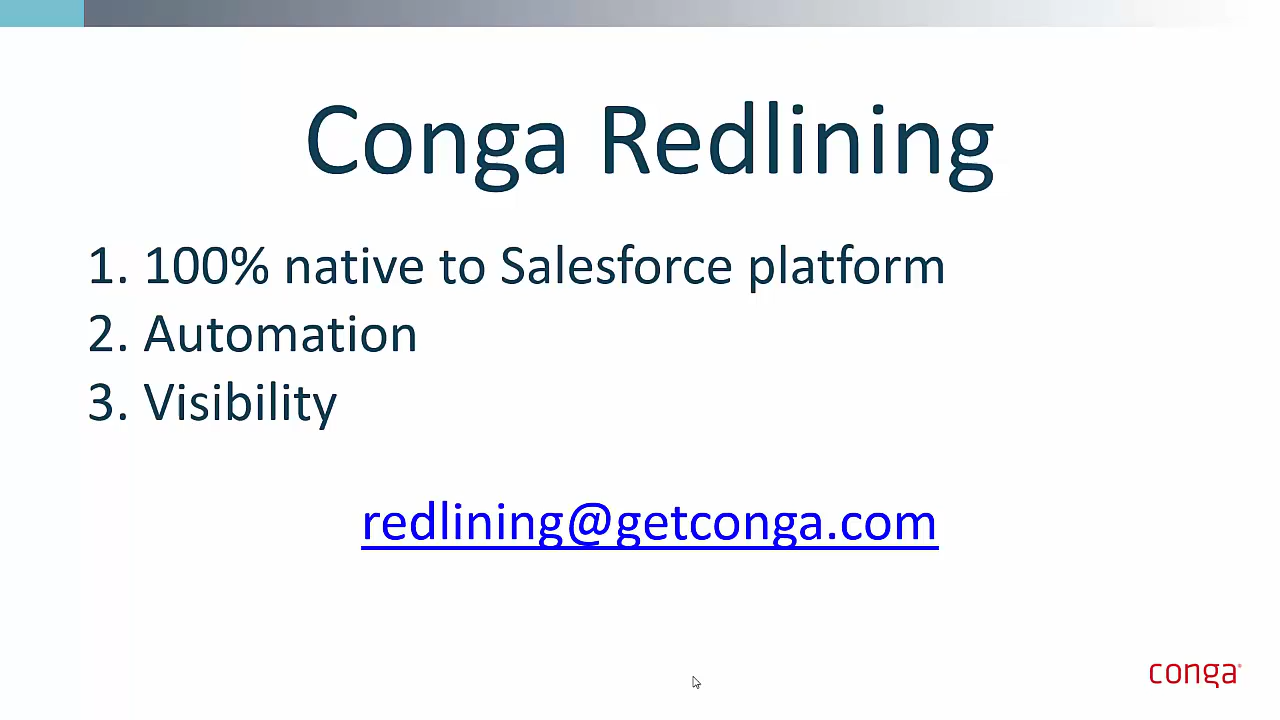 Conga Redlining
1. 100% native to Salesforce platform
2. Automation
3. Visibility
redlining@getconga.com
conga